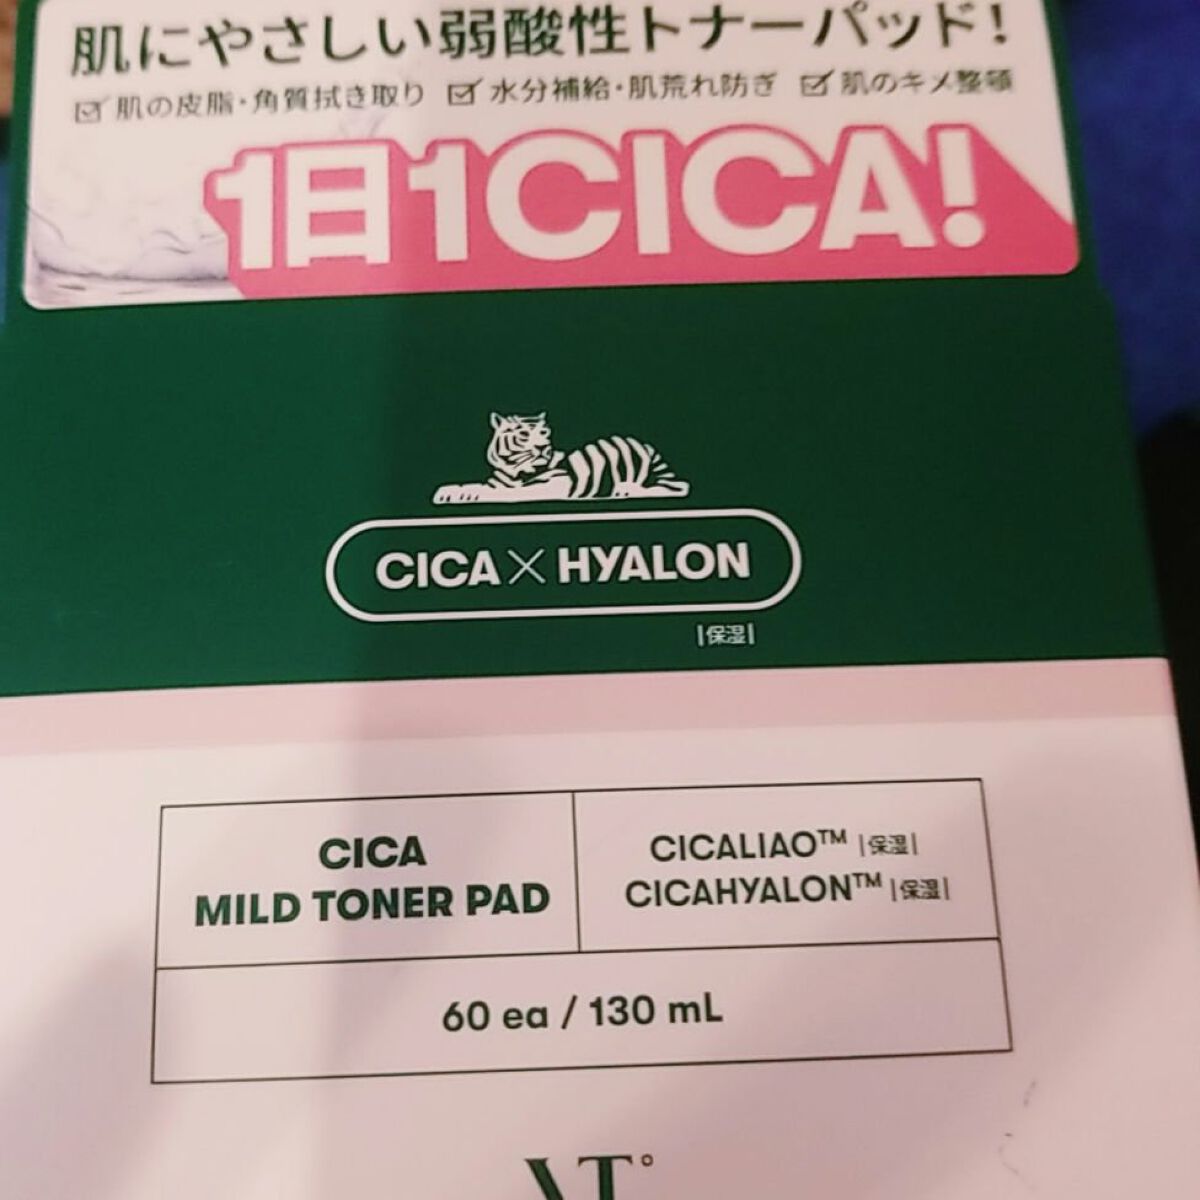 肌にやさしい弱酸性トナーパッド!
肌の皮脂・角質拭き取り 水分補給・肌荒れ防ぎ 肌のキメ整頓
1日1CICA!
CICA×HYALON
|保湿|
CICA
MILD TONER PAD
CICALIAO™ |保湿|
CICAHYALON™ |保湿|
60 ea / 130 mL
VT°